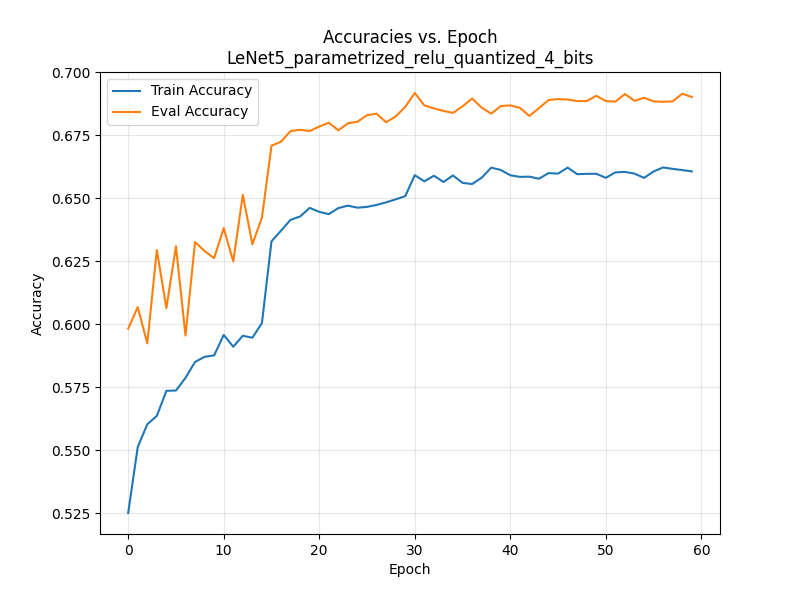 Accuracies vs. Epoch
LeNet5_parametrized_relu_quantized_4_bits
Train Accuracy
Eval Accuracy
0.700
0.675
0.650
0.625
0.600
0.575
0.550
0.525
Accuracy
0 10 20 30 40 50 60
Epoch